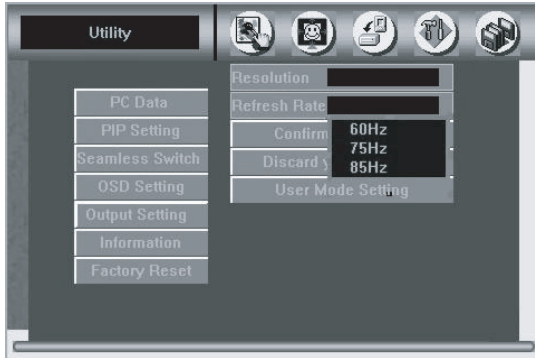 Utility
Resolution
PC Data
Refresh Rate
PIP Setting
Confirm
60Hz
75Hz
85Hz
Seamless Switch
Discard
OSD Setting
User Mode Setting
Output Setting
Information
Factory Reset